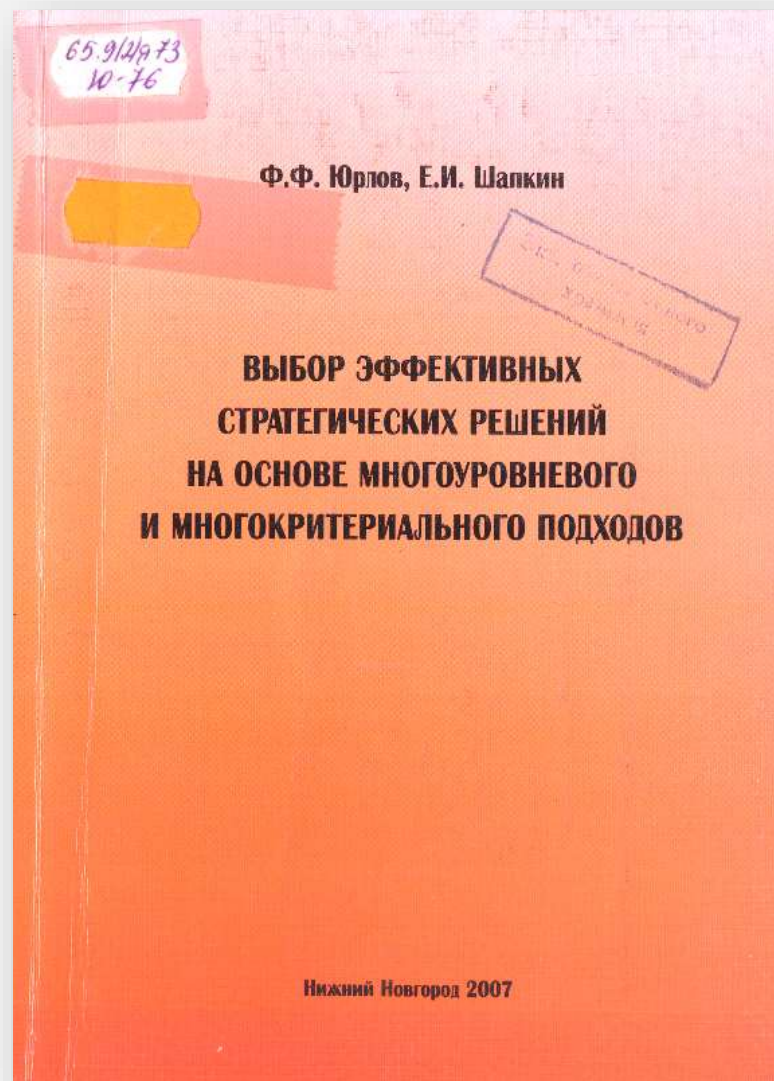 65.9(2)я73
Ю-76
Ф.Ф. Юрлов, Е.И. Шапкин
ВЫБОР ЭФФЕКТИВНЫХ
СТРАТЕГИЧЕСКИХ РЕШЕНИЙ
НА ОСНОВЕ МНОГОУРОВНЕВОГО
И МНОГОКРИТЕРИАЛЬНОГО ПОДХОДОВ
Нижний Новгород 2007